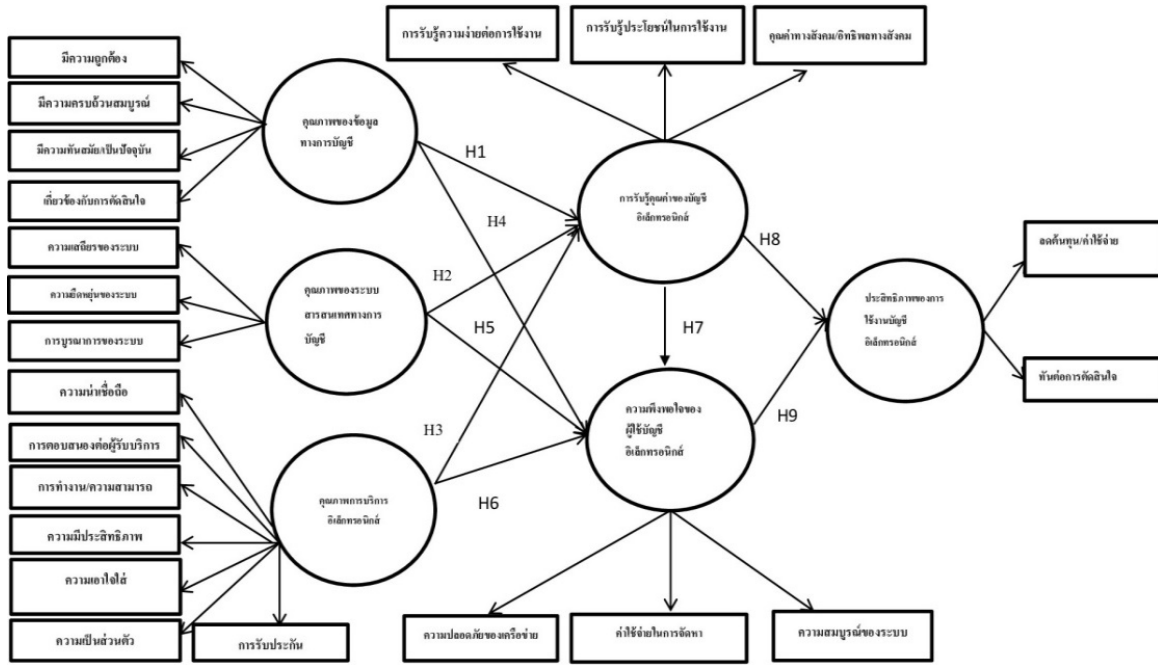 การรับรู้ความง่ายต่อการใช้งาน
การรับรู้ประโยชน์ในการใช้งาน
คุณค่าทางสังคม/อิทธิพลทางสังคม
มีความถูกต้อง
มีความครบถ้วนสมบูรณ์
มีความทันสมัย/เป็นปัจจุบัน
เกี่ยวข้องกับการตัดสินใจ
ความเสถียรของระบบ
ความยืดหยุ่นของระบบ
การบูรณาการของระบบ
ความน่าเชื่อถือ
การตอบสนองต่อผู้รับบริการ
การทำงาน/ความสามารถ
ความมีประสิทธิภาพ
ความเอาใจใส่
ความเป็นส่วนตัว
การรับประกัน
คุณภาพของข้อมูล
ทางการบัญชี
คุณภาพของระบบ
สารสนเทศทางการ
บัญชี
คุณภาพการบริการ
อิเล็กทรอนิกส์
H1
H4
H2
H5
H3
H6
การรับรู้คุณค่าของบัญชี
อิเล็กทรอนิกส์
H7
ความพึงพอใจของ
ผู้ใช้บัญชี
อิเล็กทรอนิกส์
H8
H9
ประสิทธิภาพของการ
ใช้งานบัญชี
อิเล็กทรอนิกส์
ลดต้นทุน/ค่าใช้จ่าย
ทันต่อการตัดสินใจ
ความปลอดภัยของเครือข่าย
ค่าใช้จ่ายในการจัดหา
ความสมบูรณ์ของระบบ